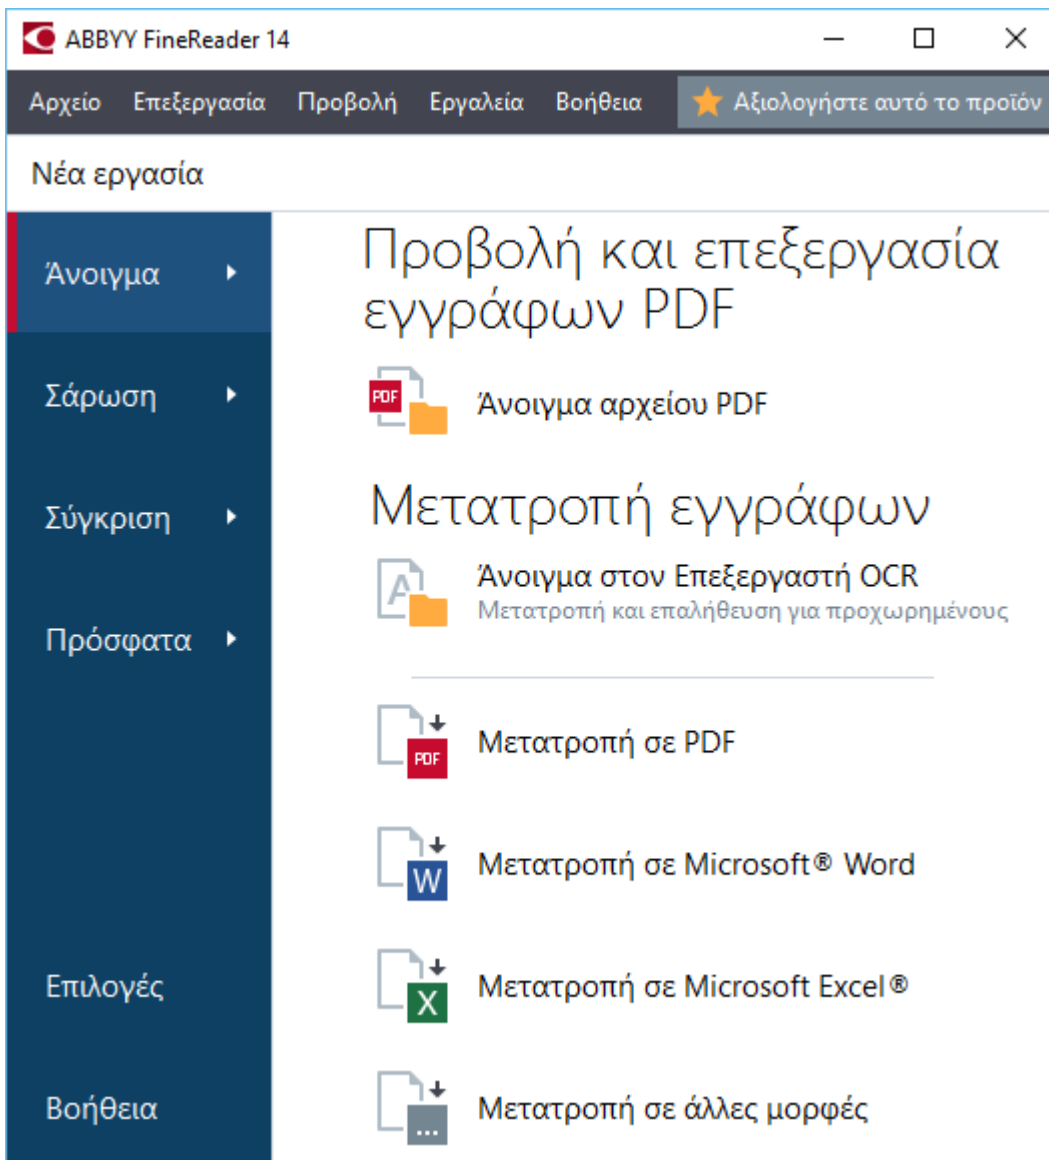 ABBYY FineReader 14
Αρχείο Επεξεργασία Προβολή Εργαλεία Βοήθεια Αξιολογήστε αυτό το προϊόν
Νέα εργασία
Άνοιγμα
Σάρωση
Σύγκριση
Πρόσφατα
Επιλογές
Βοήθεια
Προβολή και επεξεργασία
εγγράφων PDF
PDF
Άνοιγμα αρχείου PDF
Μετατροπή εγγράφων
A
Άνοιγμα στον Επεξεργαστή OCR
Μετατροπή και επαλήθευση για προχωρημένους
PDF
Μετατροπή σε PDF
W
Μετατροπή σε Microsoft® Word
X
Μετατροπή σε Microsoft Excel®
...
Μετατροπή σε άλλες μορφές